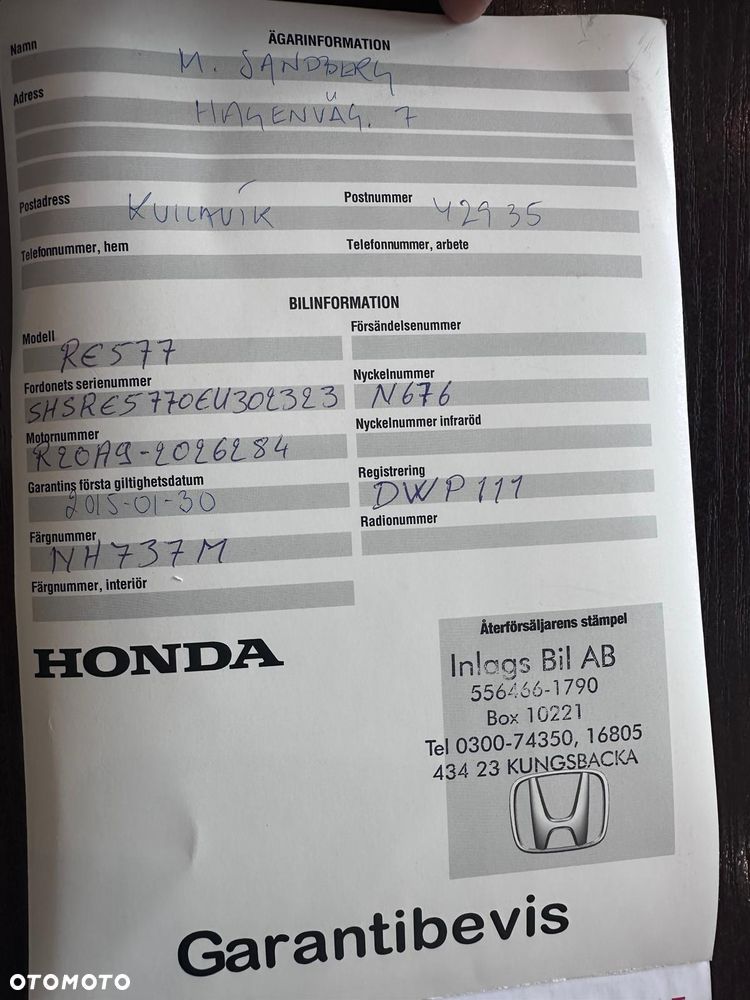 ÄGARINFORMATION
Namn
M. SANDBERG
Adress
HAGENVÄG. 7
Postadress
KULLAVIK
Postnummer
42935
Telefonnummer, hem
Telefonnummer, arbete
BILINFORMATION
Modell
RE577
Försändelsenummer
Fordonets serienummer
SHSRE5770EU302323
Nyckelnummer
N676
Motornummer
R20A9-2026284
Nyckelnummer infraröd
Garantins första giltighetsdatum
2015-01-30
Registrering
DWP111
Färgnummer
NH737M
Radionummer
Färgnummer, interiör
HONDA
Återförsäljarens stämpel
Inlags Bil AB
556466-1790
Box 10221
Tel 0300-74350, 16805
434 23 KUNGSBACKA
Garantibevis
OTOMOTO